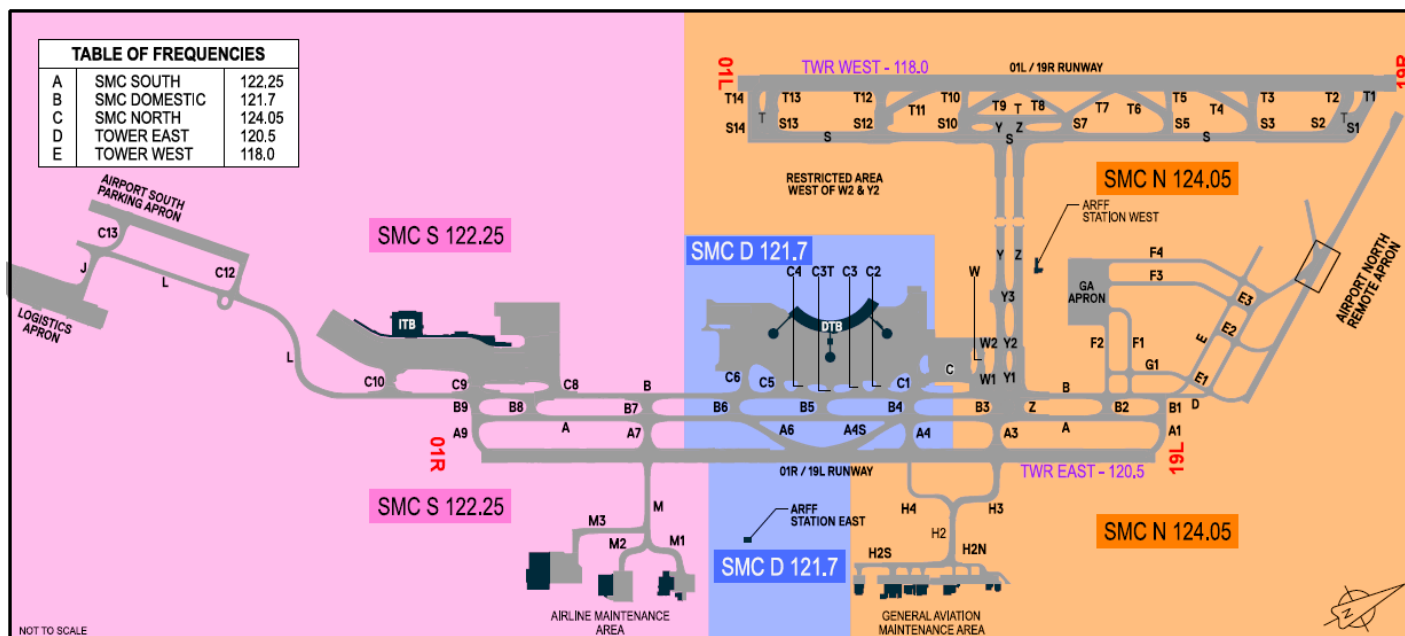 TABLE OF FREQUENCIES
A SMC SOUTH 122.25
B SMC DOMESTIC 121.7
C SMC NORTH 124.05
D TOWER EAST 120.5
E TOWER WEST 118.0
01L
TWR WEST - 118.0
01L / 19R RUNWAY
19R
T14
T13
T12
T11
T10
T9
T
T8
T7
T6
T5
T4
T3
T2
T1
T
T
S14
S13
S12
S10
Y
Z
S7
S5
S3
S2
S1
S
S
S
RESTRICTED AREA
WEST OF W2 & Y2
SMC N 124.05
ARFF
STATION WEST
AIRPORT SOUTH
PARKING APRON
C13
J
L
C12
LOGISTICS
APRON
L
SMC S 122.25
SMC D 121.7
C4
C3T
C3
C2
W
Y
Z
Y3
F4
F3
GA
APRON
E3
E2
E
AIRPORT NORTH
REMOTE APRON
ITB
DTB
W2
Y2
F2
F1
G1
C10
C9
C8
B
C6
C5
C1
C
W1
Y1
B
E1
D
B9
B8
B7
B6
B5
B4
B3
Z
B2
B1
A9
A
A7
A6
A4S
A4
A3
A
A1
01R
01R / 19L RUNWAY
TWR EAST - 120.5
19L
SMC S 122.25
M
M3
M2
M1
ARFF
STATION EAST
SMC D 121.7
H4
H3
H2
H2S
H2N
SMC N 124.05
AIRLINE MAINTENANCE
AREA
GENERAL AVIATION
MAINTENANCE AREA
NOT TO SCALE
N